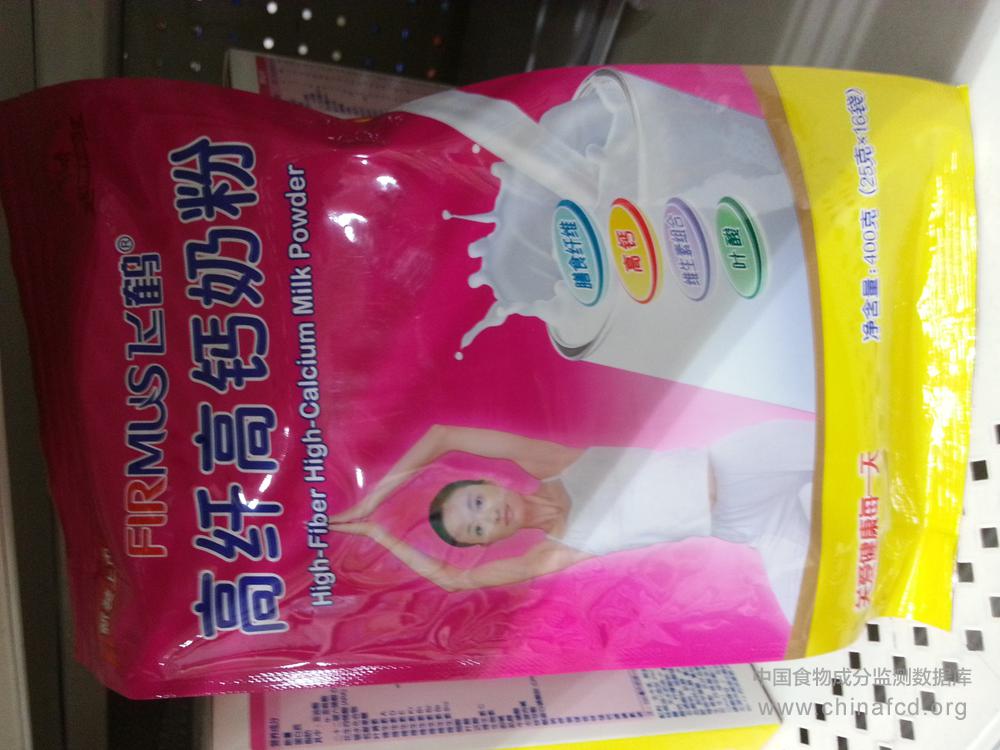 FIRMUS飞鹤®
高纤高钙奶粉
High-Fiber High-Calcium Milk Powder
膳食纤维
高钙
维生素组合
叶酸
关爱健康每一天
净含量:400克 (25克×16袋)
中国食物成分监测数据库
www.chinafcd.org